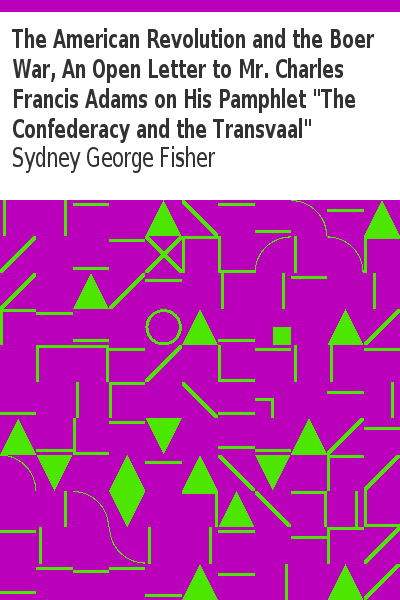 The American Revolution and the Boer
War, An Open Letter to Mr. Charles
Francis Adams on His Pamphlet "The
Confederacy and the Transvaal"
Sydney George Fisher